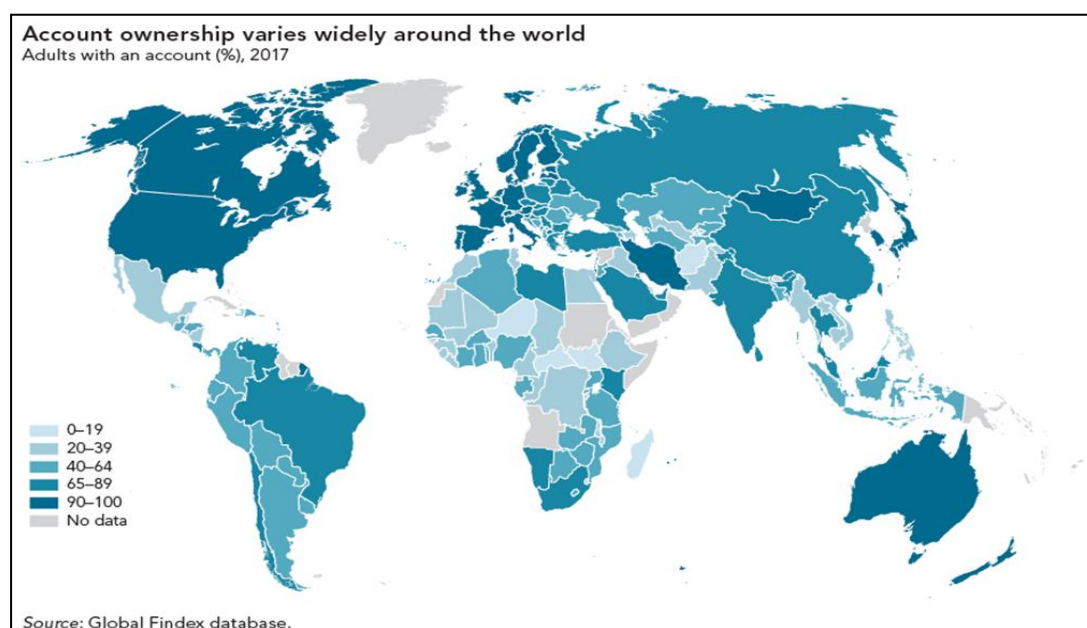 Account ownership varies widely around the world
Adults with an account (%), 2017
0–19
20–39
40–64
65–89
90–100
No data
Source: Global Findex database.